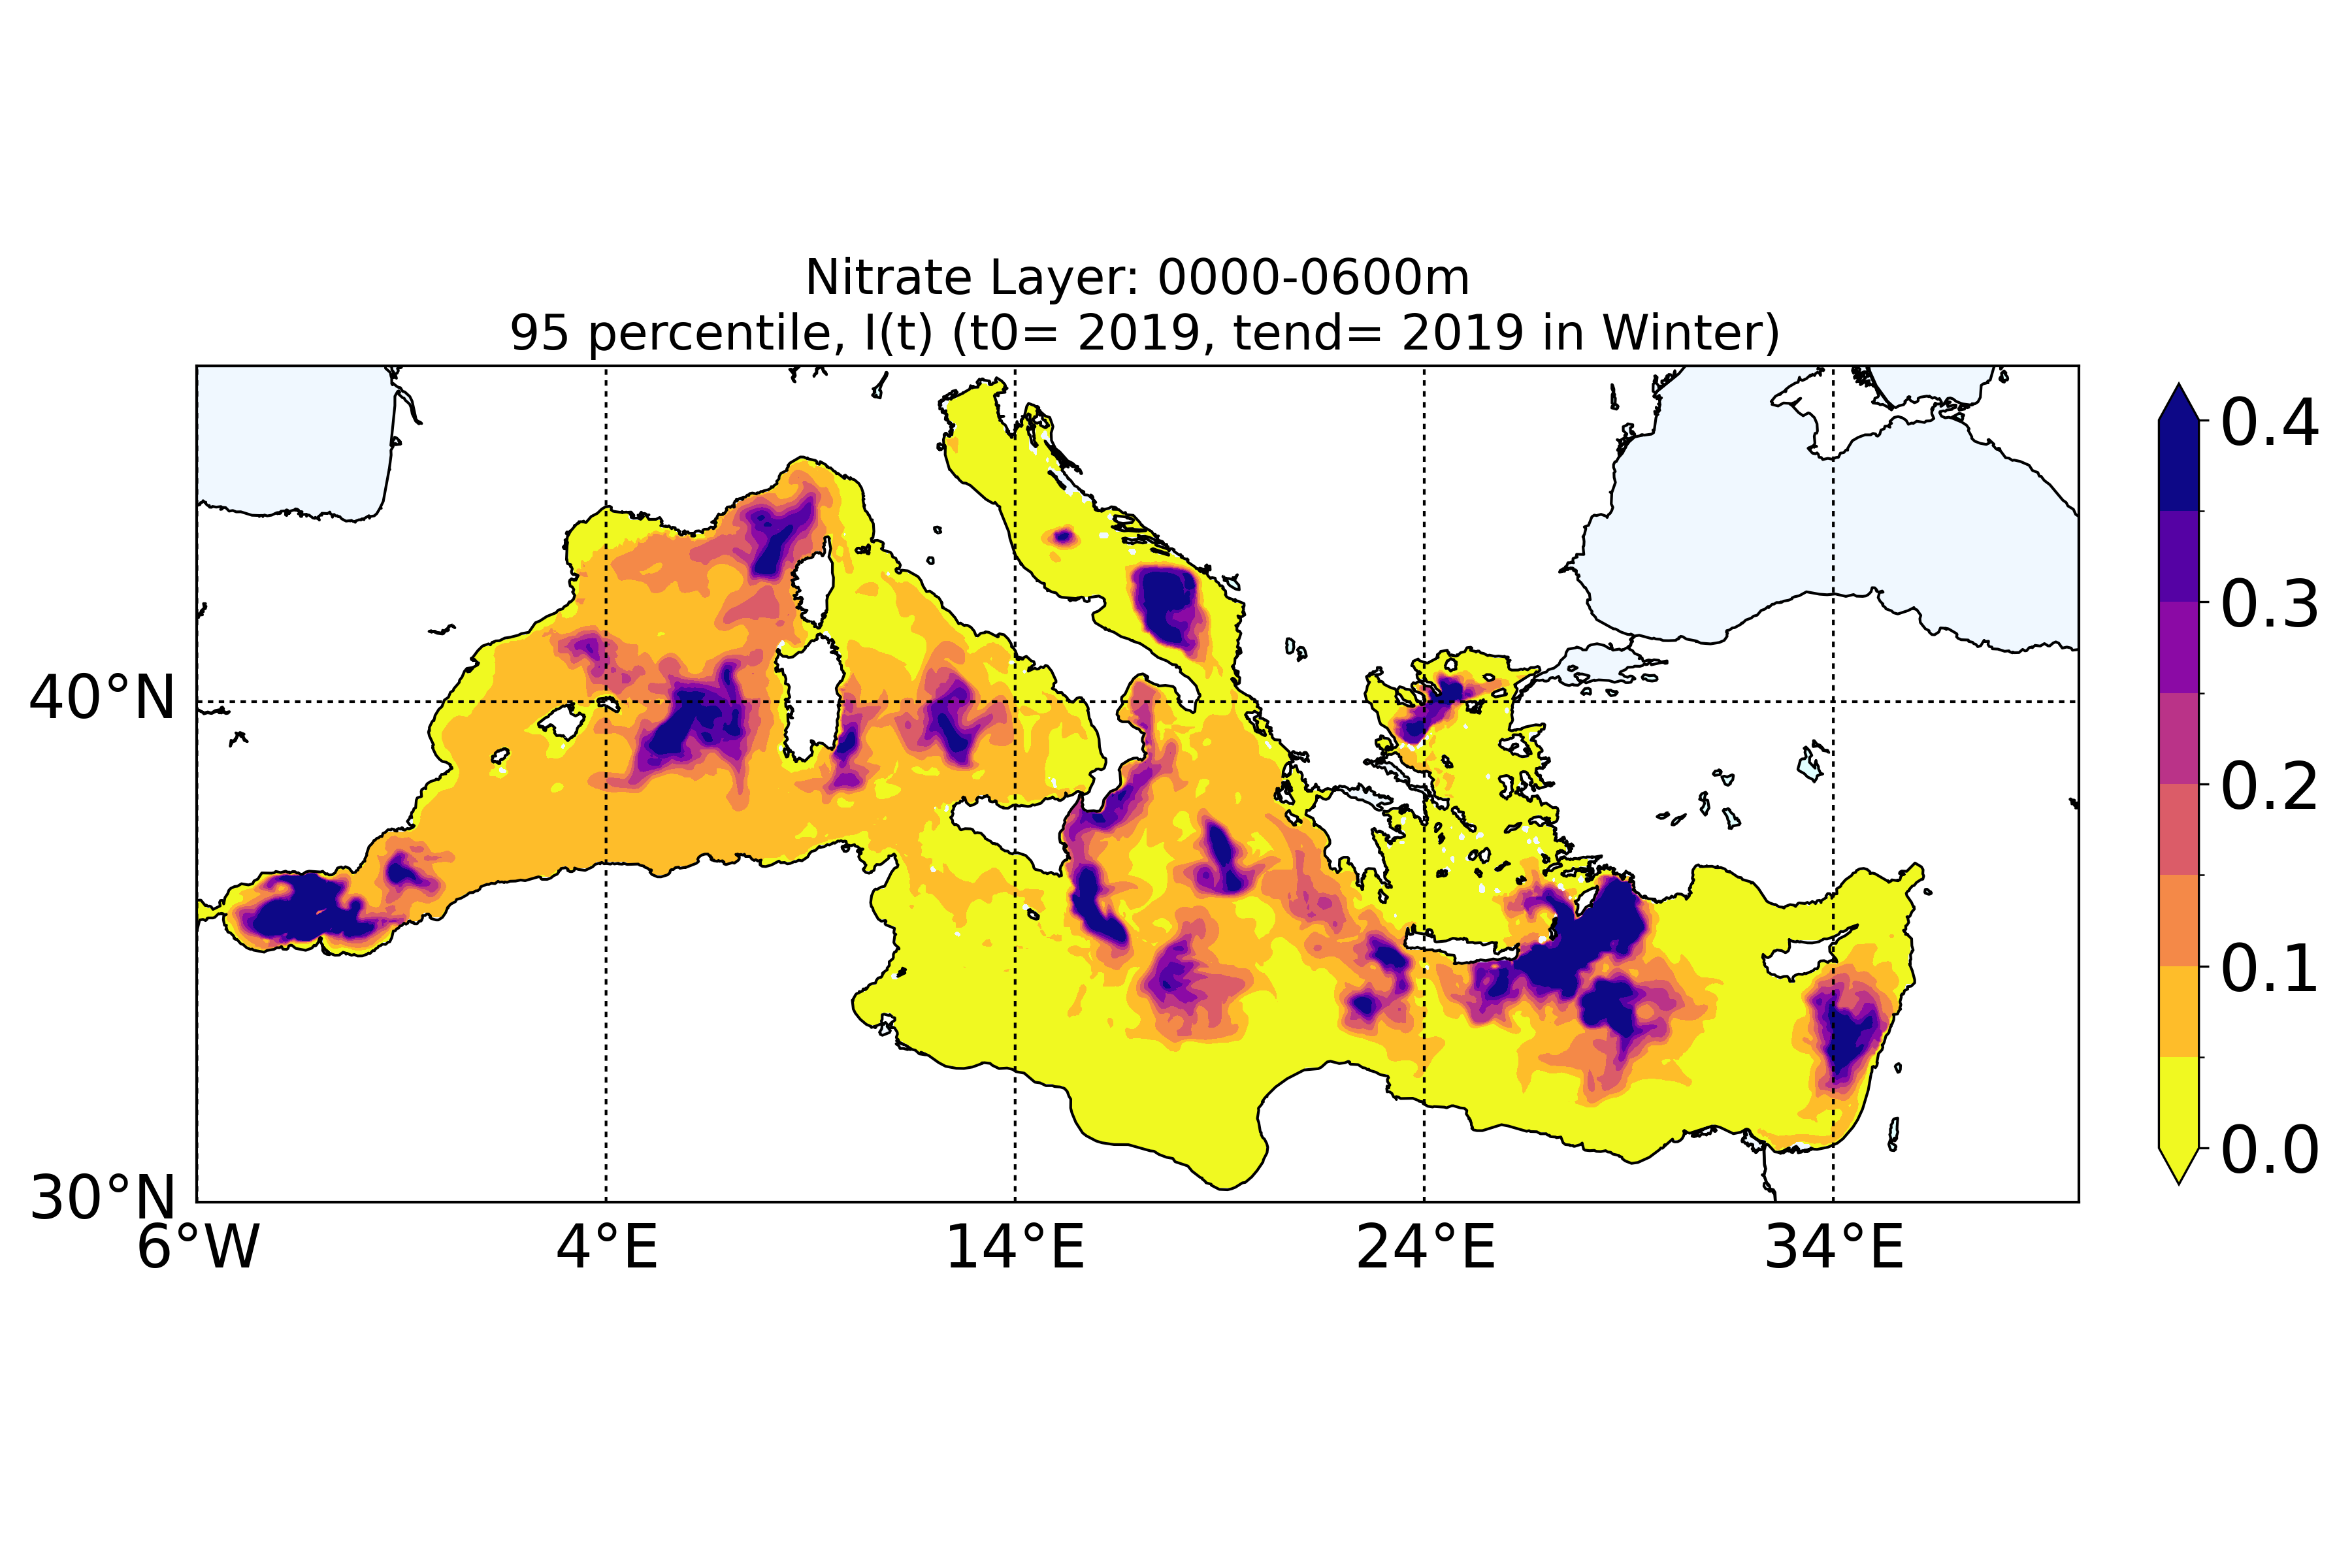 Nitrate Layer: 0000-0600m
95 percentile, I(t) (t0= 2019, tend= 2019 in Winter)
0.4
0.3
0.2
0.1
0.0
40°N
30°N
6°W 4°E 14°E 24°E 34°E